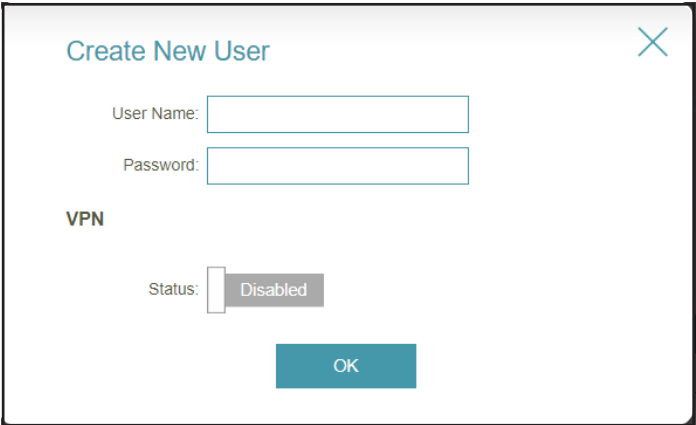 Create New User
User Name:
Password:
VPN
Status: Disabled
OK